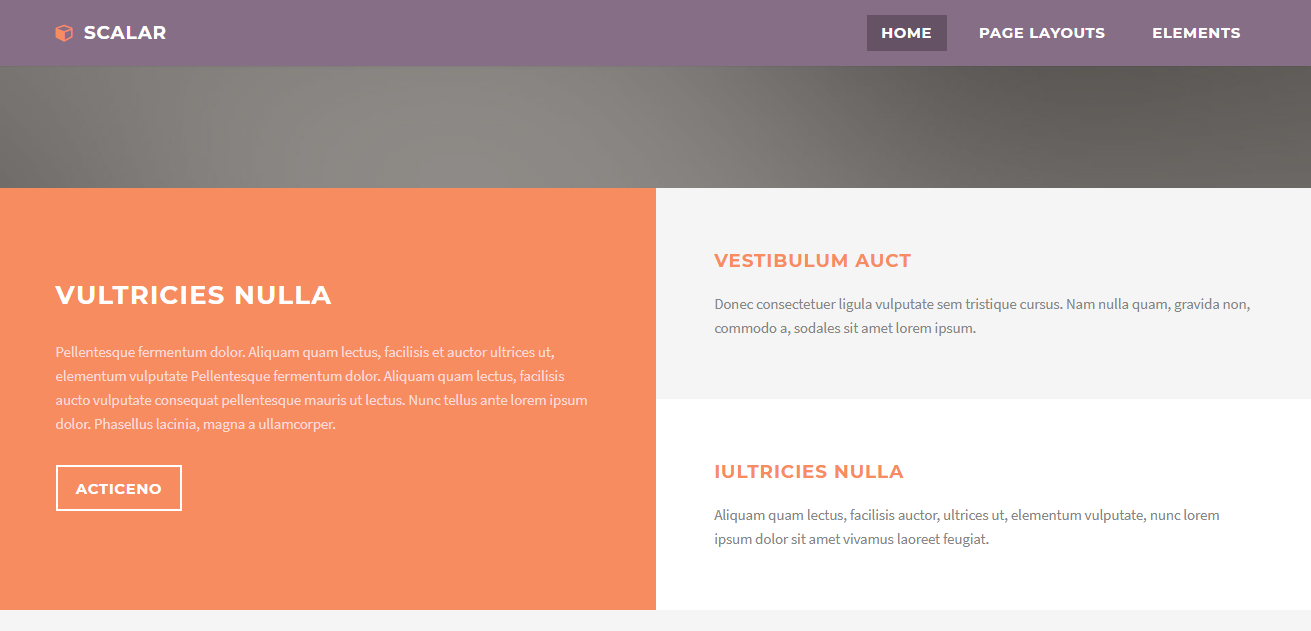 SCALAR
HOME
PAGE LAYOUTS
ELEMENTS
VULTRICIES NULLA
Pellentesque fermentum dolor. Aliquam quam lectus, facilisis et auctor ultrices ut,
elementum vulputate Pellentesque fermentum dolor. Aliquam quam lectus, facilisis
aucto vulputate consequat pellentesque mauris ut lectus. Nunc tellus ante lorem ipsum
dolor. Phasellus lacinia, magna a ullamcorper.
ACTICENO
VESTIBULUM AUCT
Donec consectetuer ligula vulputate sem tristique cursus. Nam nulla quam, gravida non,
commodo a, sodales sit amet lorem ipsum.
IULTRICIES NULLA
Aliquam quam lectus, facilisis auctor, ultrices ut, elementum vulputate, nunc lorem
ipsum dolor sit amet vivamus laoreet feugiat.